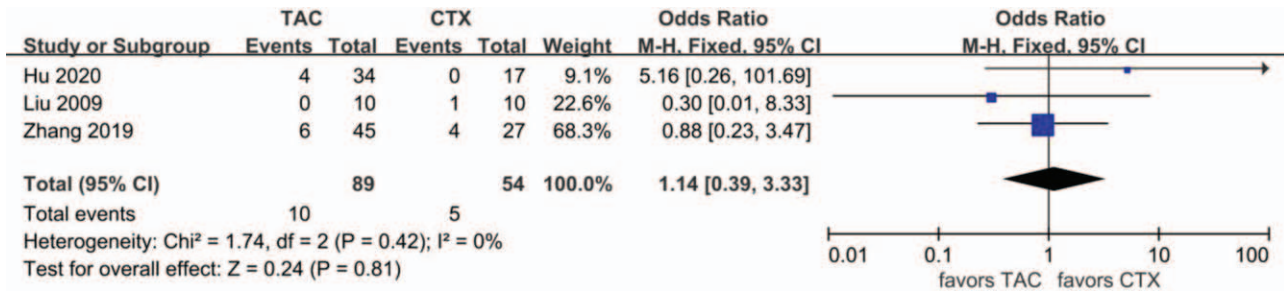 TAC CTX Odds Ratio Odds Ratio
Study or Subgroup Events Total Events Total Weight M-H. Fixed. 95% CI M-H. Fixed. 95% CI
Hu 2020 4 34 0 17 9.1% 5.16 [0.26, 101.69]
Liu 2009 0 10 1 10 22.6% 0.30 [0.01, 8.33]
Zhang 2019 6 45 4 27 68.3% 0.88 [0.23, 3.47]
Total (95% CI) 89 54 100.0% 1.14 [0.39, 3.33]
Total events 10 5
Heterogeneity: Chi² = 1.74, df = 2 (P = 0.42); I² = 0%
Test for overall effect: Z = 0.24 (P = 0.81)
0.01 0.1 1 10 100
favors TAC favors CTX